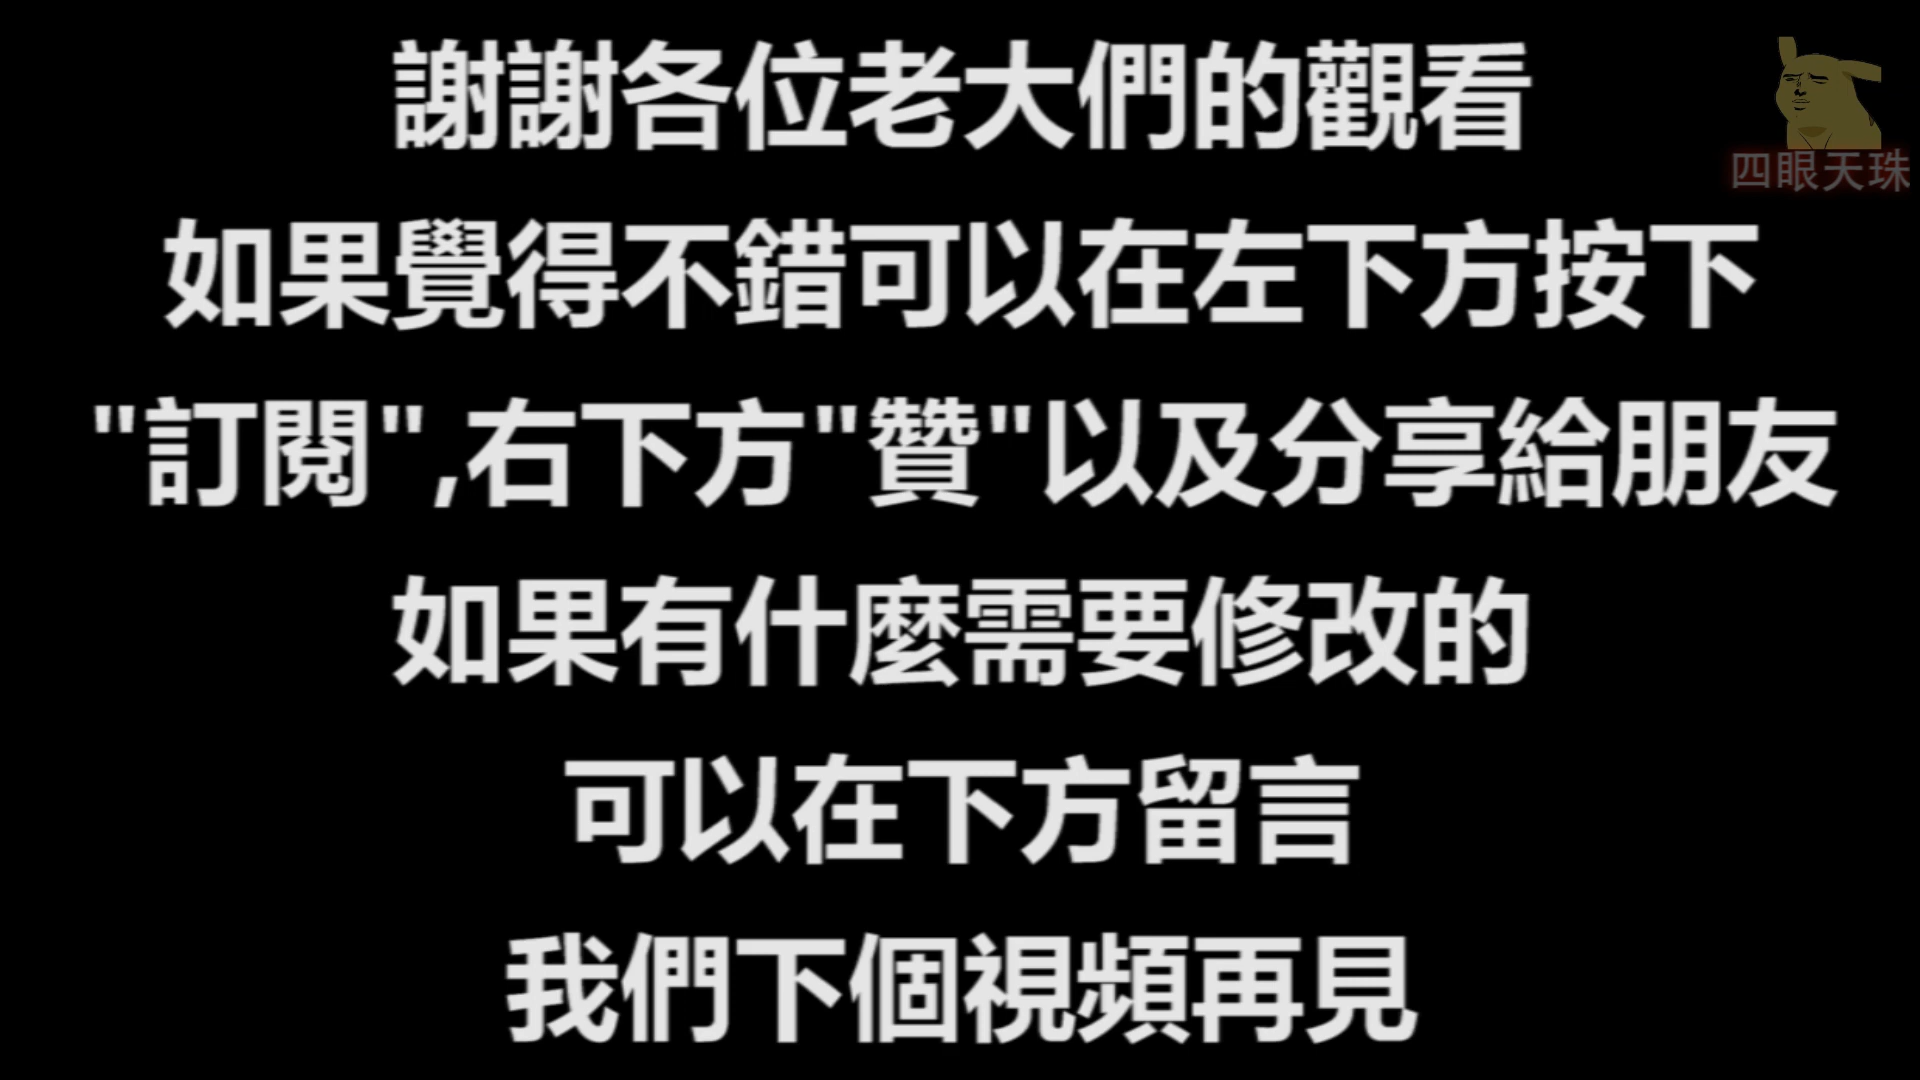 謝謝各位老大們的觀看
四眼天珠
如果覺得不錯可以在左下方按下
"訂閱",右下方"贊"以及分享給朋友
如果有什麼需要修改的
可以在下方留言
我們下個視頻再見